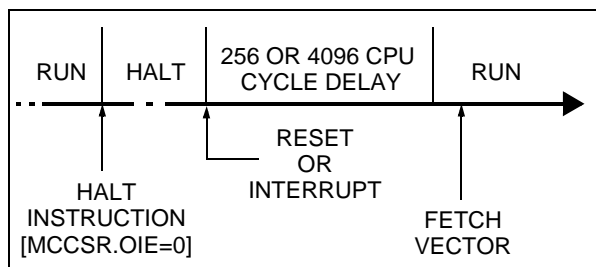 RUN
HALT
256 OR 4096 CPU
CYCLE DELAY
RUN
RESET
OR
INTERRUPT
HALT
INSTRUCTION
[MCCSR.OIE=0]
FETCH
VECTOR